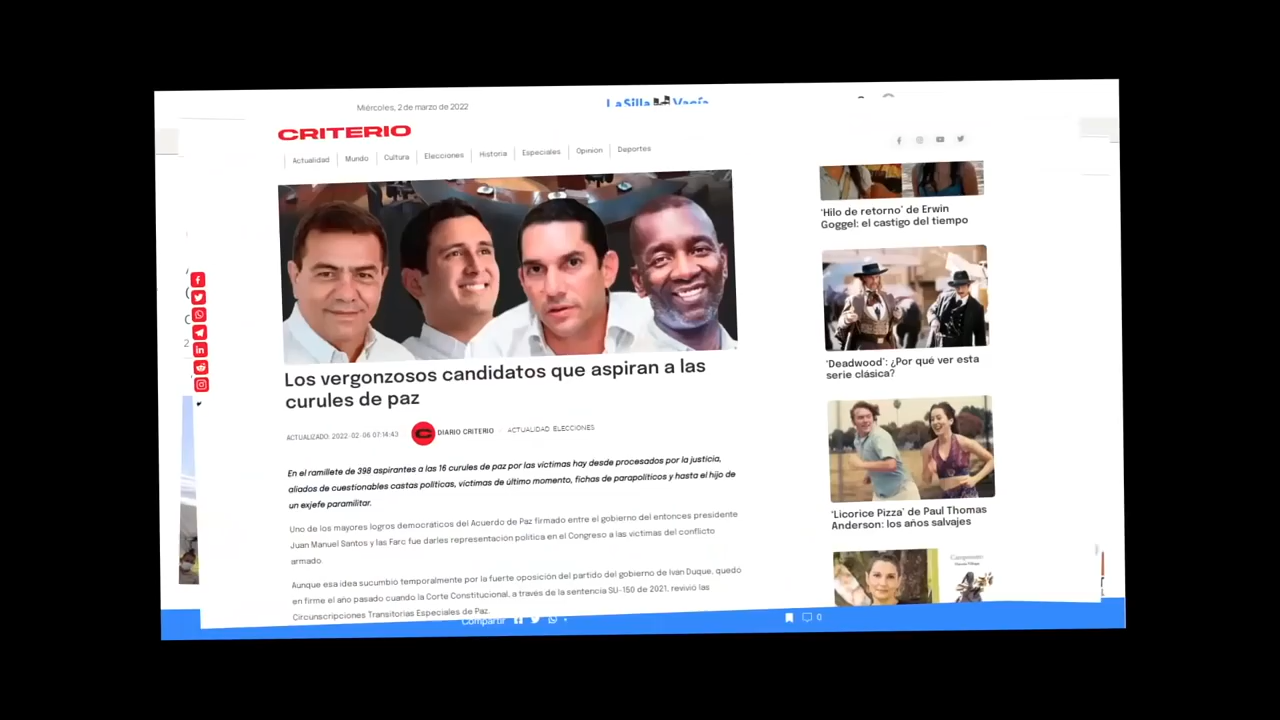 Miércoles, 2 de marzo de 2022
La Silla Vacía
CRITERIO
Actualidad
Mundo
Cultura
Elecciones
Historia
Especiales
Opinión
Deportes
Los vergonzosos candidatos que aspiran a las
curules de paz
ACTUALIZADO: 2022-02-06 07:14:43
DIARIO CRITERIO · ACTUALIDAD ELECCIONES
En el ramillete de 398 aspirantes a las 16 curules de paz por las víctimas hay desde procesados por la justicia,
aliados de cuestionables castas políticas, víctimas de último momento, fichas de parapolíticos y hasta el hijo de
un exjefe paramilitar.
Uno de los mayores logros democráticos del Acuerdo de Paz firmado entre el gobierno del entonces presidente
Juan Manuel Santos y las Farc fue darles representación política en el Congreso a las víctimas del conflicto
armado
Aunque esa idea sucumbió temporalmente por la fuerte oposición del partido del gobierno de Iván Duque, quedó
en firme el año pasado cuando la Corte Constitucional, a través de la sentencia SU-150 de 2021, revivió las
Circunscripciones Transitorias Especiales de Paz.
Compartir
0
'Hilo de retorno' de Erwin
Goggel: el castigo del tiempo
'Deadwood': ¿Por qué ver esta
serie clásica?
'Licorice Pizza' de Paul Thomas
Anderson: los años salvajes